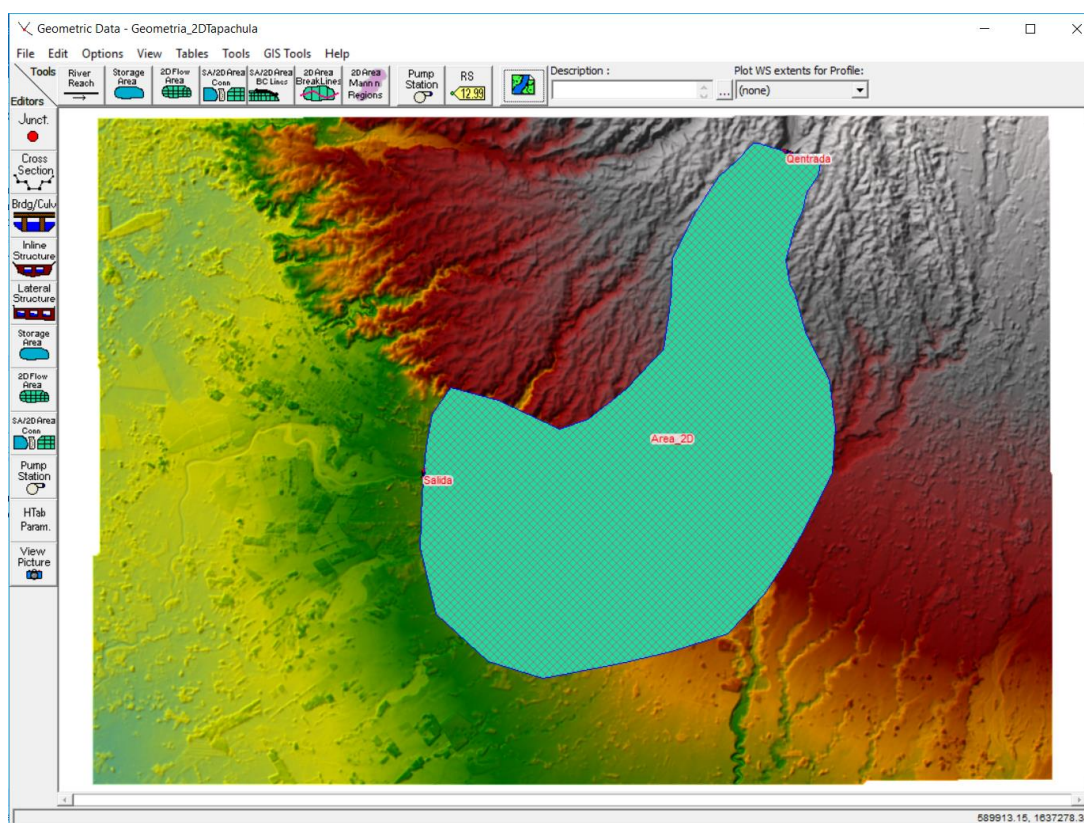 Geometric Data - Geometria_2DTapachula
File Edit Options View Tables Tools GIS Tools Help
Tools
Editors
River
Reach
Storage
Area
2D Flow
Area
SA/2D Area
Conn
SA/2D Area
BC Lines
2D Area
BreakLines
2D Area
Mann n
Regions
Pump
Station
RS
12.99
Description :
...
Plot WS extents for Profile:
(none)
Junct.
Cross
Section
Brdg/Culv
Inline
Structure
Lateral
Structure
Storage
Area
2D Flow
Area
SA/2D Area
Conn
Pump
Station
HTab
Param.
View
Picture
Qentrada
Area_2D
Salida
589913.15, 1637278.3